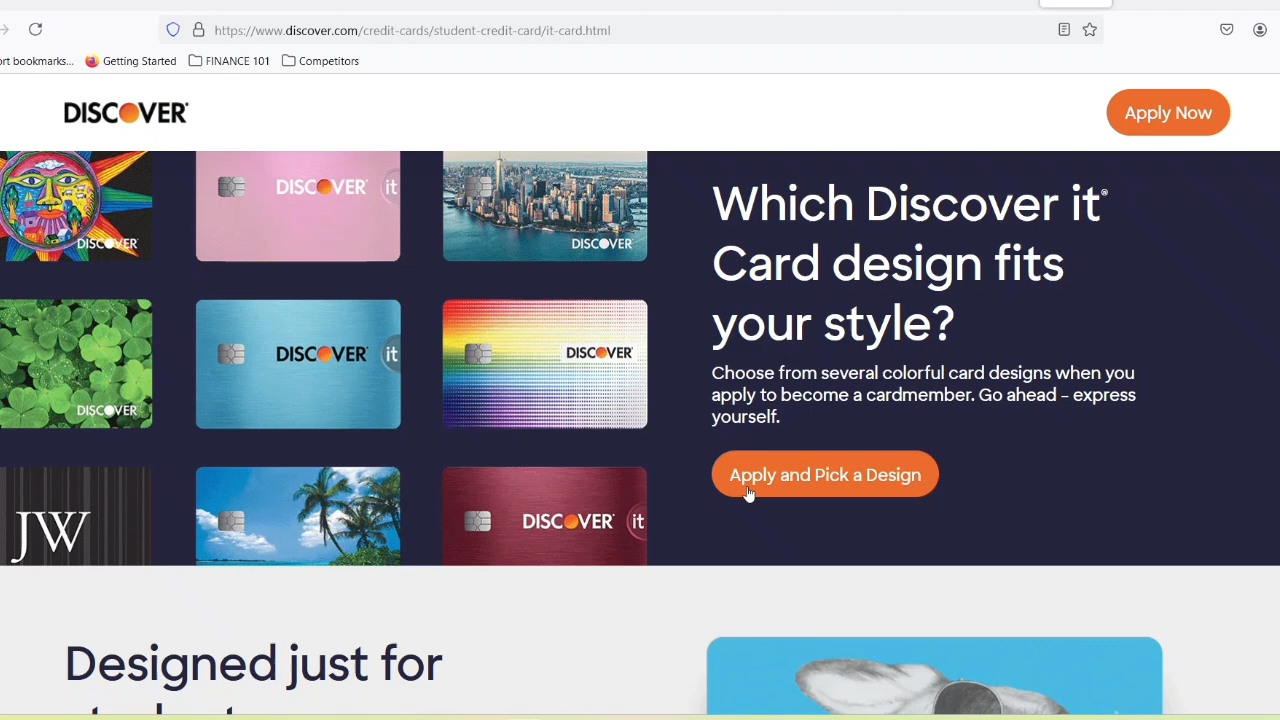 https://www.discover.com/credit-cards/student-credit-card/it-card.html
ort bookmarks... Getting Started FINANCE 101 Competitors
DISCOVER®
Apply Now
DISCOVER
DISCOVER it
DISCOVER
Which Discover it®
Card design fits
your style?
DISCOVER
DISCOVER it
DISCOVER
Choose from several colorful card designs when you
apply to become a cardmember. Go ahead – express
yourself.
Apply and Pick a Design
JW
DISCOVER it
Designed just for